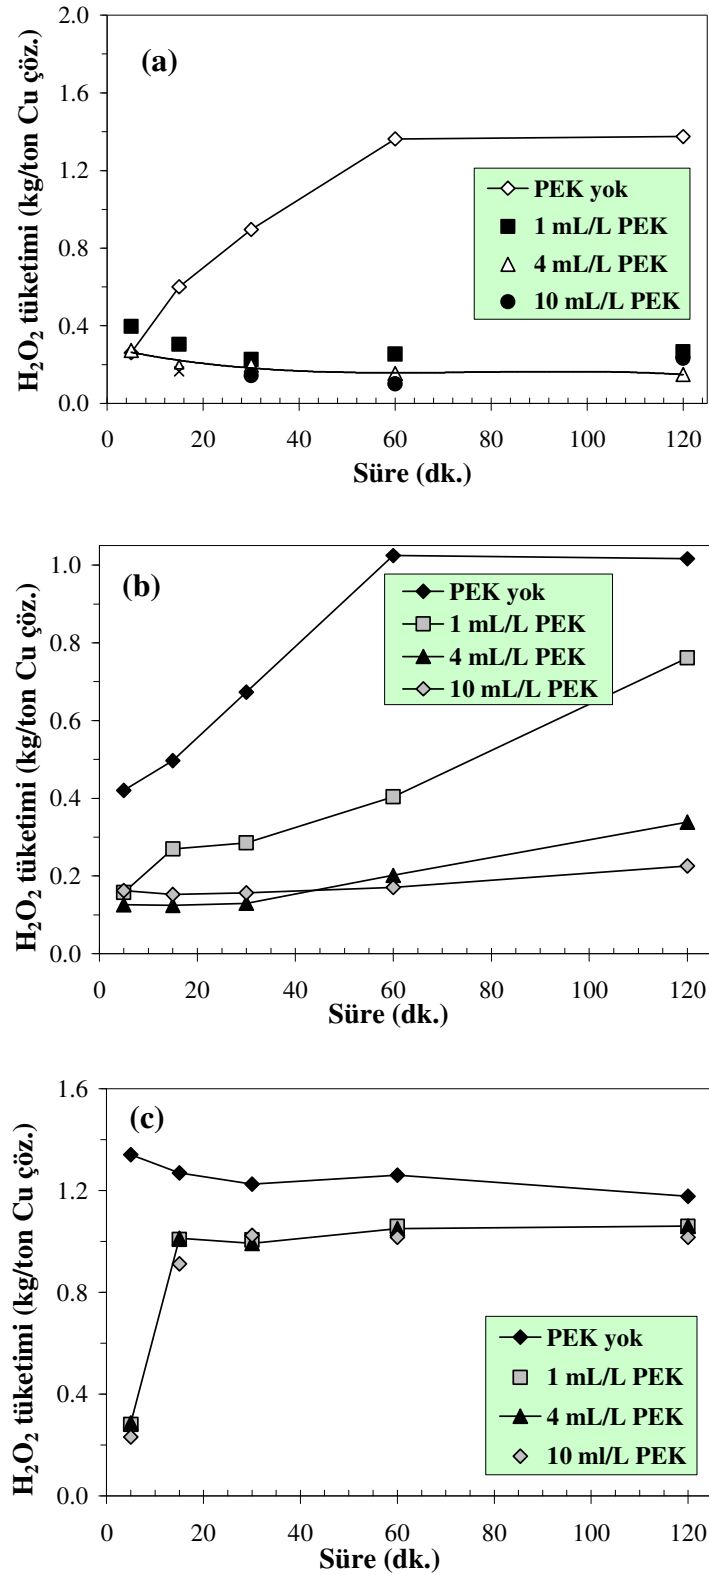 2.0
(a)
1.6
1.2
0.8
0.4
0.0
H₂O₂ tüketimi (kg/ton Cu çöz.)
PEK yok
1 mL/L PEK
4 mL/L PEK
10 mL/L PEK
0 20 40 60 80 100 120
Süre (dk.)
(b)
1.0
0.8
0.6
0.4
0.2
0.0
H₂O₂ tüketimi (kg/ton Cu çöz.)
PEK yok
1 mL/L PEK
4 mL/L PEK
10 mL/L PEK
0 20 40 60 80 100 120
Süre (dk.)
1.6
(c)
1.2
0.8
0.4
0.0
H₂O₂ tüketimi (kg/ton Cu çöz.)
PEK yok
1 mL/L PEK
4 mL/L PEK
10 ml/L PEK
0 20 40 60 80 100 120
Süre (dk.)